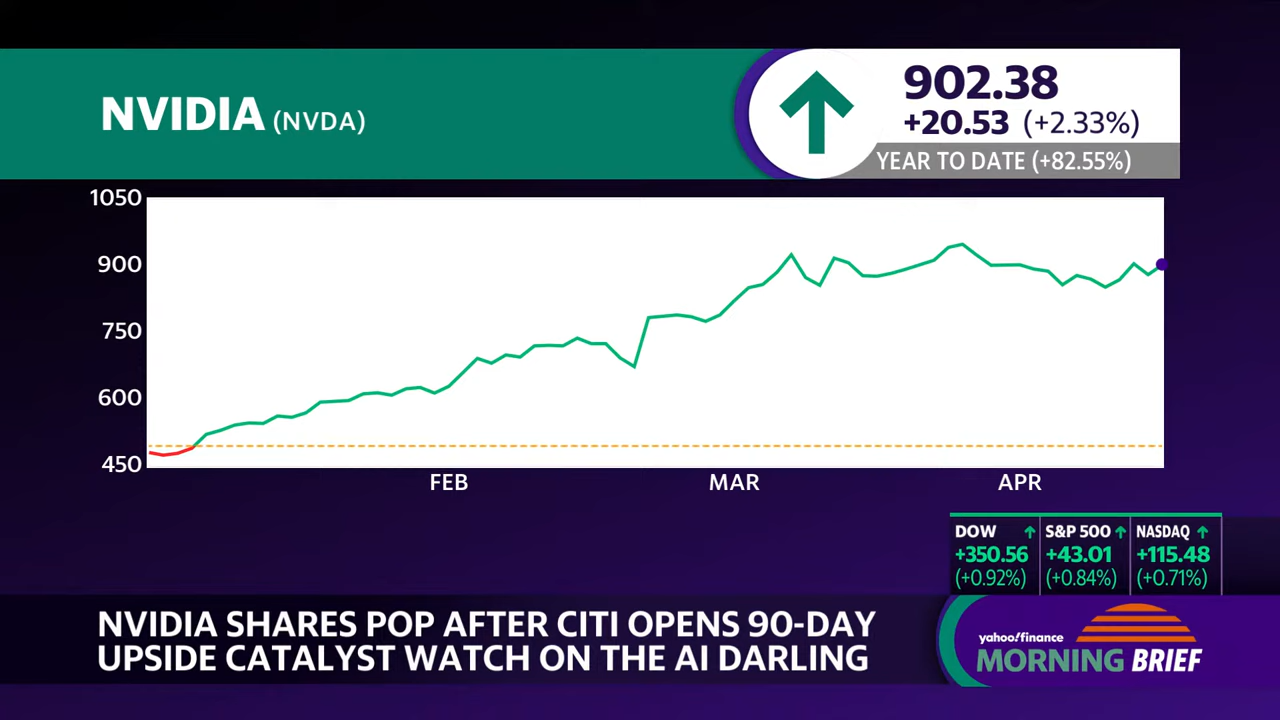 NVIDIA (NVDA)
902.38
+20.53 (+2.33%)
YEAR TO DATE (+82.55%)
1050
900
750
600
450
FEB MAR APR
DOW S&P 500 NASDAQ
+350.56 +43.01 +115.48
(+0.92%) (+0.84%) (+0.71%)
NVIDIA SHARES POP AFTER CITI OPENS 90-DAY
UPSIDE CATALYST WATCH ON THE AI DARLING
yahoo!finance
MORNING BRIEF